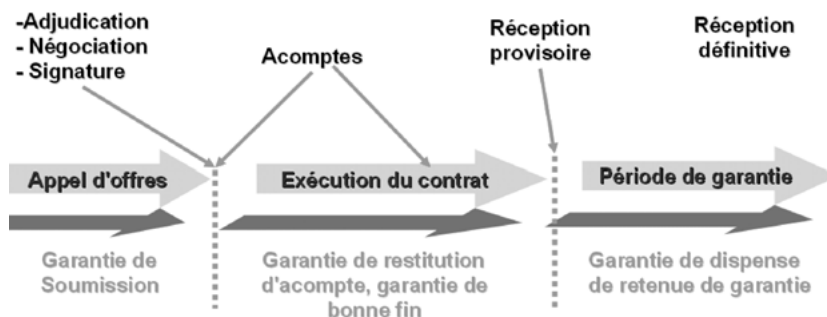 -Adjudication
- Négociation
- Signature
Acomptes
Réception
provisoire
Réception
définitive
Appel d'offres
Exécution du contrat
Période de garantie
Garantie de
Soumission
Garantie de restitution
d'acompte, garantie de
bonne fin
Garantie de dispense
de retenue de garantie